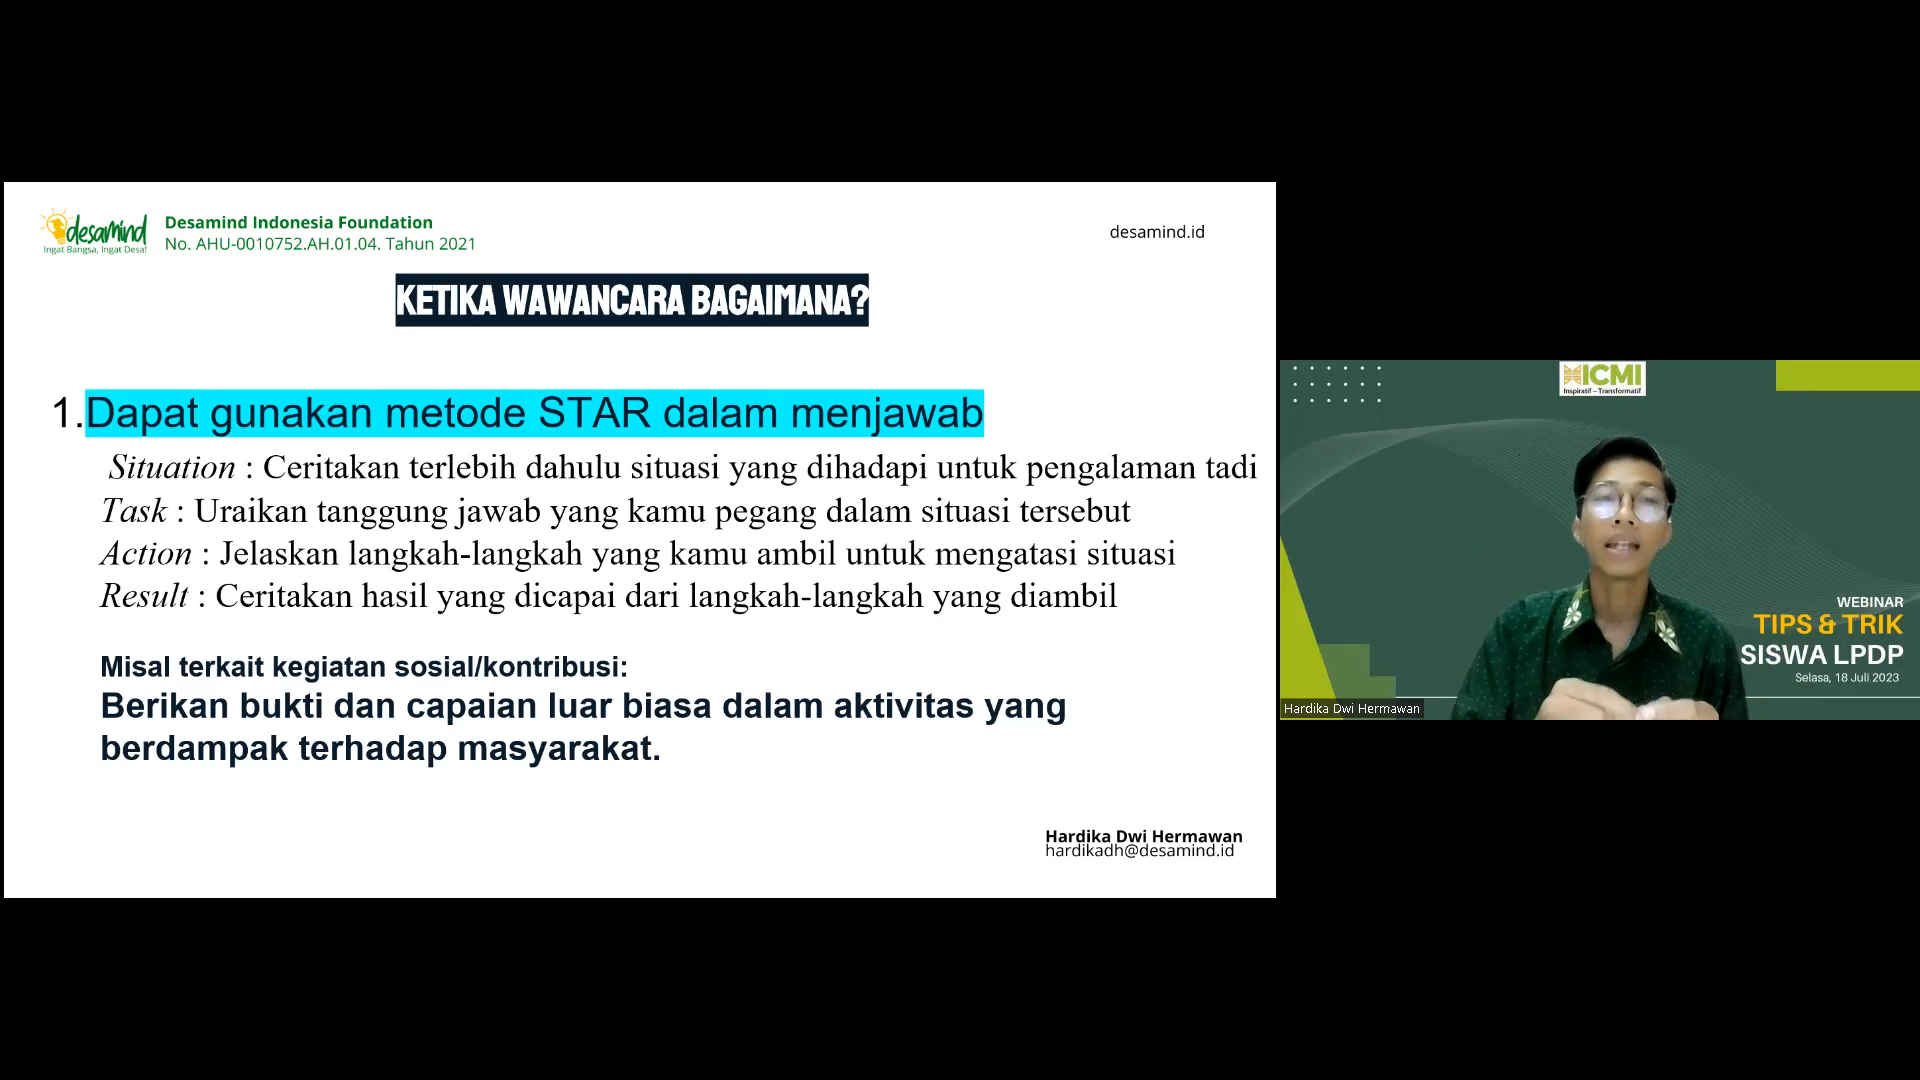 desamind
Ingat Bangsa, Ingat Desa!
Desamind Indonesia Foundation
No. AHU-0010752.AH.01.04. Tahun 2021
desamind.id
KETIKA WAWANCARA BAGAIMANA?
1.Dapat gunakan metode STAR dalam menjawab
Situation : Ceritakan terlebih dahulu situasi yang dihadapi untuk pengalaman tadi
Task : Uraikan tanggung jawab yang kamu pegang dalam situasi tersebut
Action : Jelaskan langkah-langkah yang kamu ambil untuk mengatasi situasi
Result : Ceritakan hasil yang dicapai dari langkah-langkah yang diambil
Misal terkait kegiatan sosial/kontribusi:
Berikan bukti dan capaian luar biasa dalam aktivitas yang
berdampak terhadap masyarakat.
Hardika Dwi Hermawan
hardikadh@desamind.id
ICMI
Inspiratif – Transformatif
WEBINAR
TIPS & TRIK
SISWA LPDP
Selasa, 18 Juli 2023
Hardika Dwi Hermawan